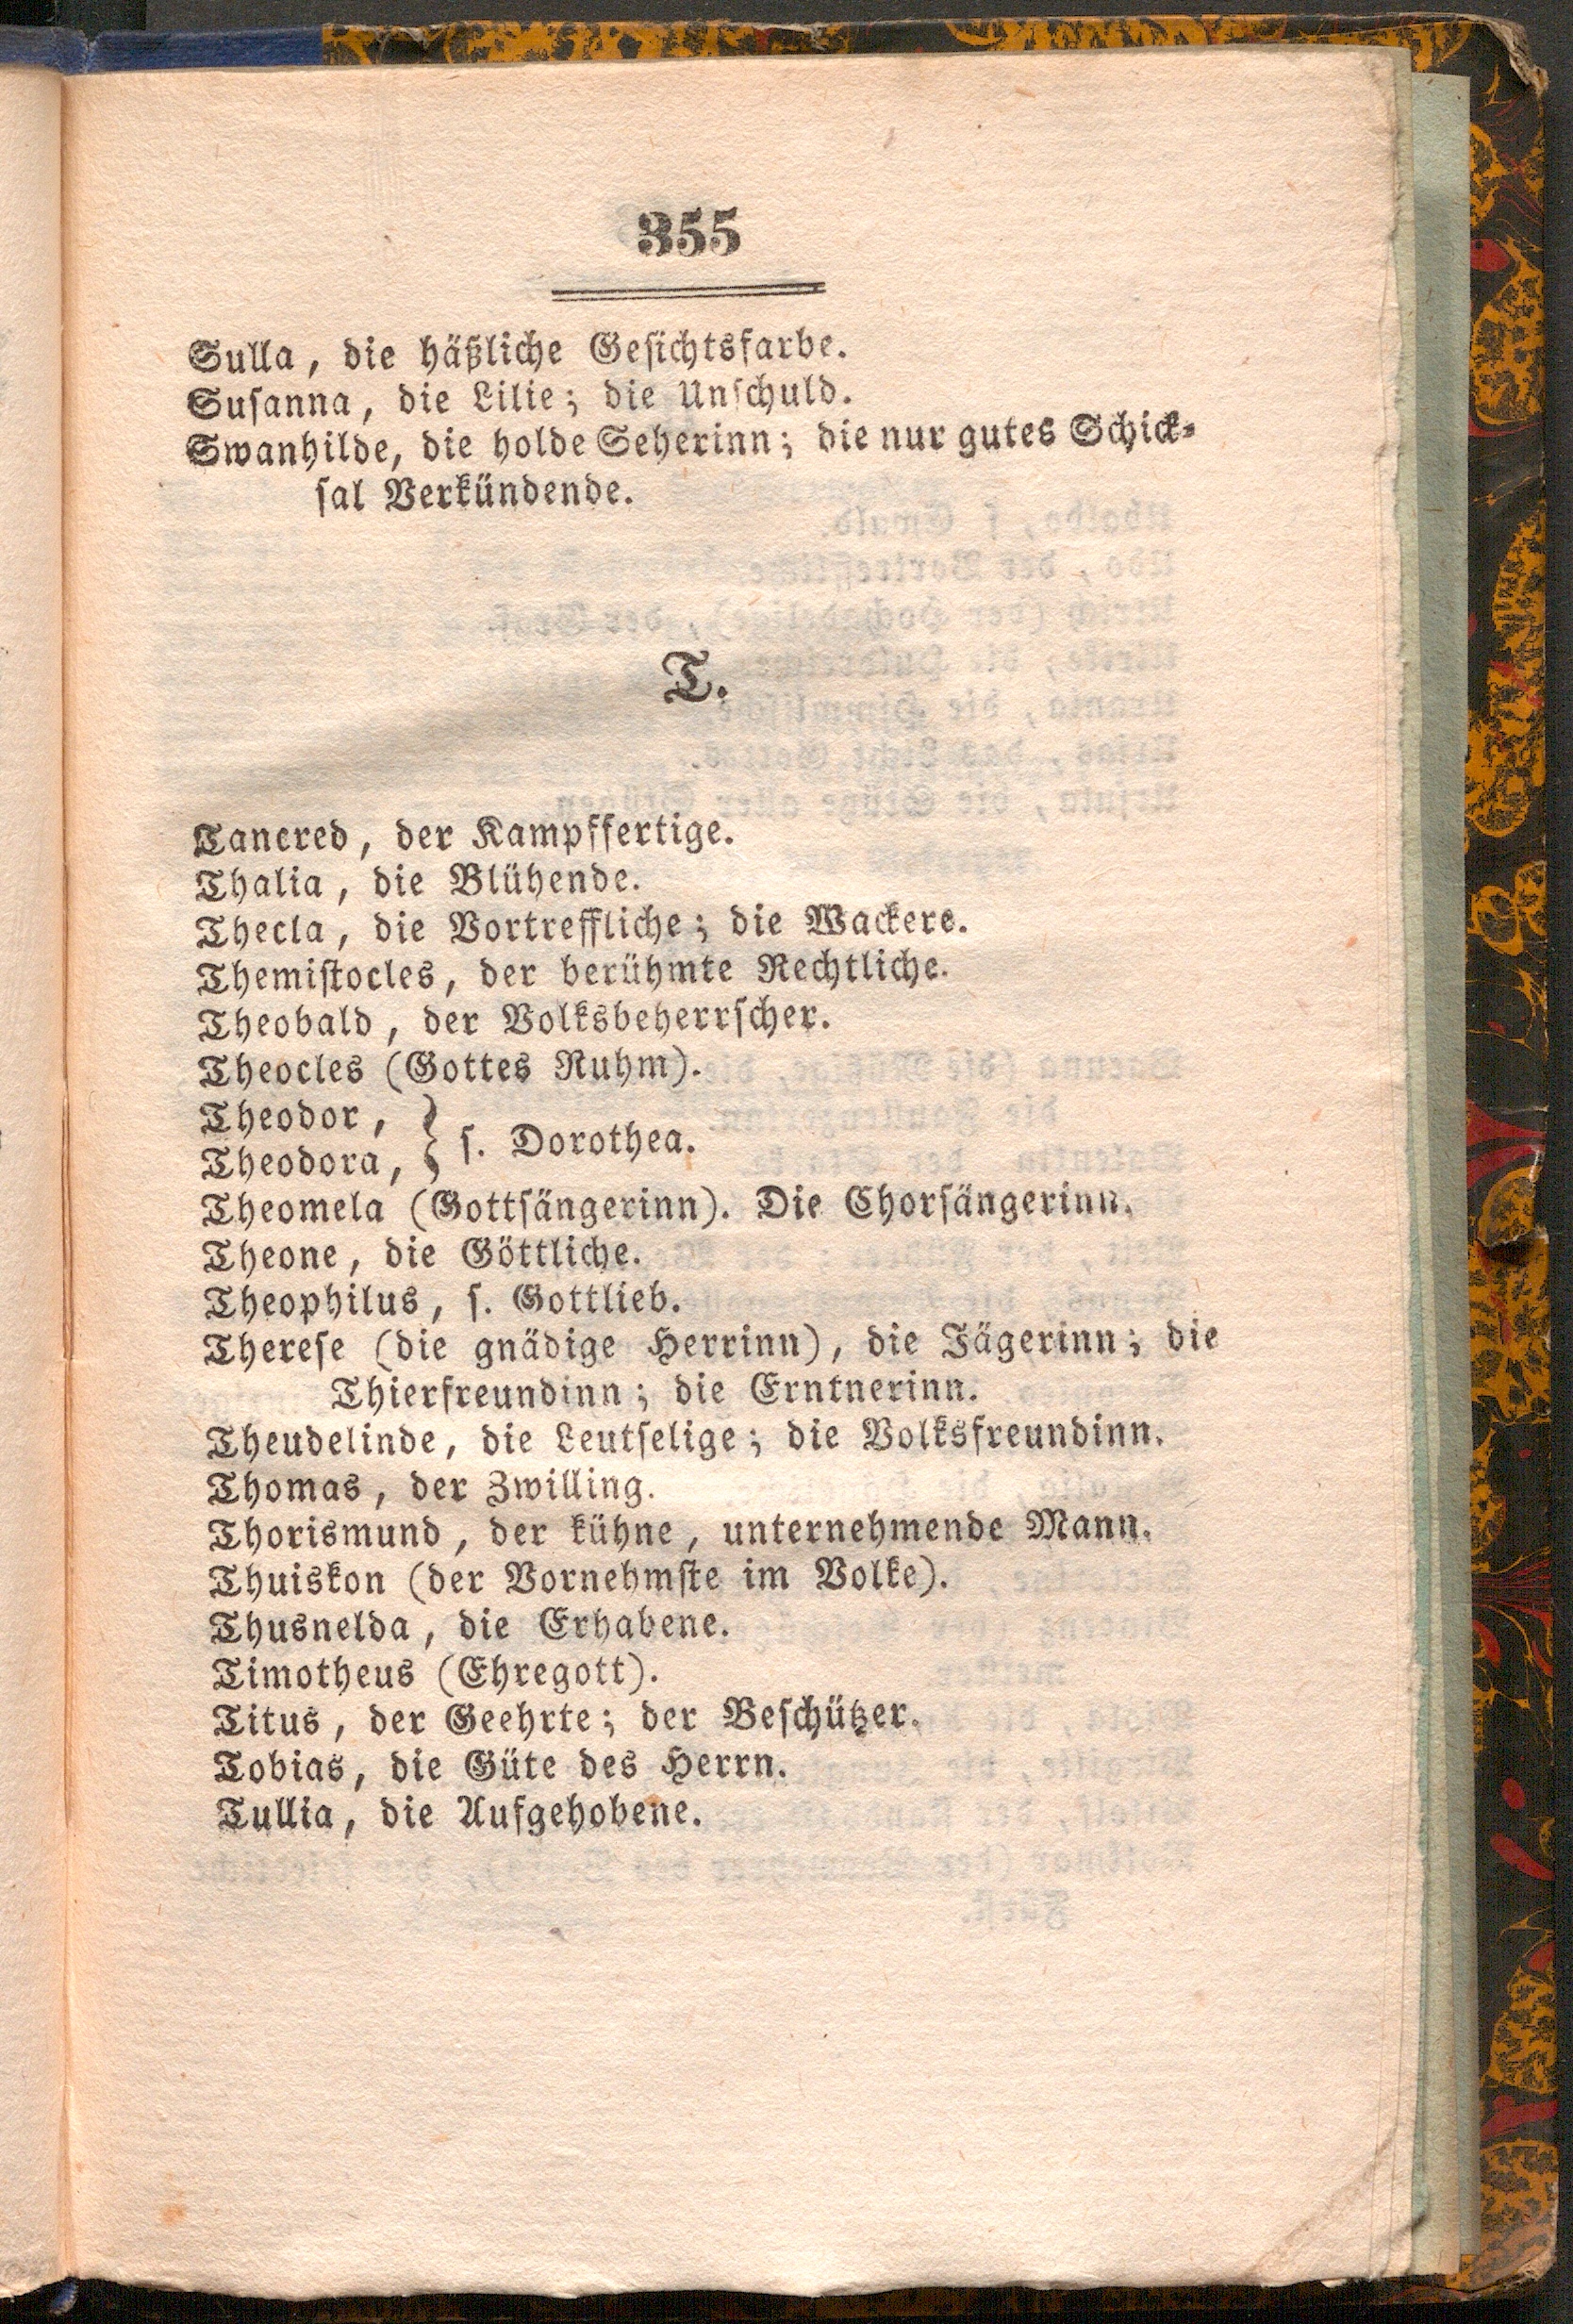 355
Sulla, die häßliche Gesichtsfarbe.
Susanna, die Lilie; die Unschuld.
Swanhilde, die holde Seherinn; die nur gutes Schick-
sal Verkündende.
T.
Tancred, der Kampffertige.
Thalia, die Blühende.
Thecla, die Vortreffliche; die Wackere.
Themistocles, der berühmte Rechtliche.
Theobald, der Volksbeherrscher.
Theocles (Gottes Ruhm).
Theodor,
Theodora, } s. Dorothea.
Theomela (Gottsängerinn). Die Chorsängerinn.
Theone, die Göttliche.
Theophilus, s. Gottlieb.
Therese (die gnädige Herrinn), die Jägerinn; die
Thierfreundinn; die Erntnerinn.
Theudelinde, die Leutselige; die Volksfreundinn.
Thomas, der Zwilling.
Thorismund, der kühne, unternehmende Mann.
Thuiskon (der Vornehmste im Volke).
Thusnelda, die Erhabene.
Timotheus (Ehregott).
Titus, der Geehrte; der Beschützer.
Tobias, die Güte des Herrn.
Tullia, die Aufgehobene.